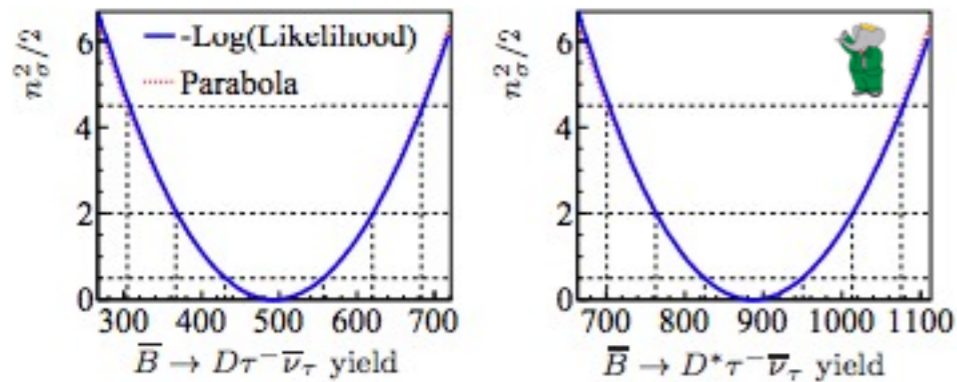 n²σ/2
-Log(Likelihood)
Parabola
6
4
2
0
300 400 500 600 700
B̅ → Dτ⁻ν̅τ yield
n²σ/2
6
4
2
0
700 800 900 1000 1100
B̅ → D*τ⁻ν̅τ yield